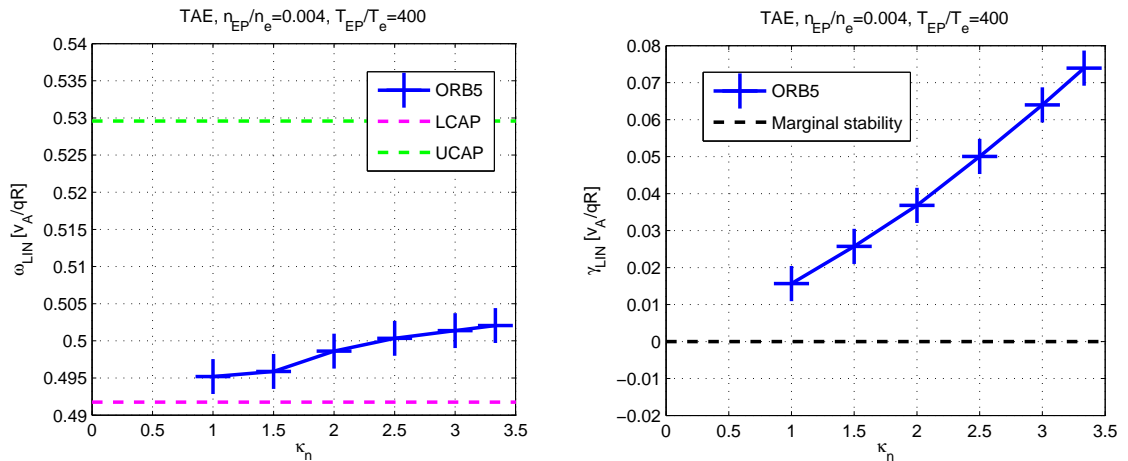 TAE, n_EP/n_e=0.004, T_EP/T_e=400
0.54
0.535
0.53
0.525
0.52
0.515
0.51
0.505
0.5
0.495
0.49
ω_LIN [v_A/qR]
ORB5
LCAP
UCAP
0 0.5 1 1.5 2 2.5 3 3.5
κ_n
TAE, n_EP/n_e=0.004, T_EP/T_e=400
0.08
0.07
0.06
0.05
0.04
0.03
0.02
0.01
0
−0.01
−0.02
γ_LIN [v_A/qR]
ORB5
Marginal stability
0 0.5 1 1.5 2 2.5 3 3.5
κ_n